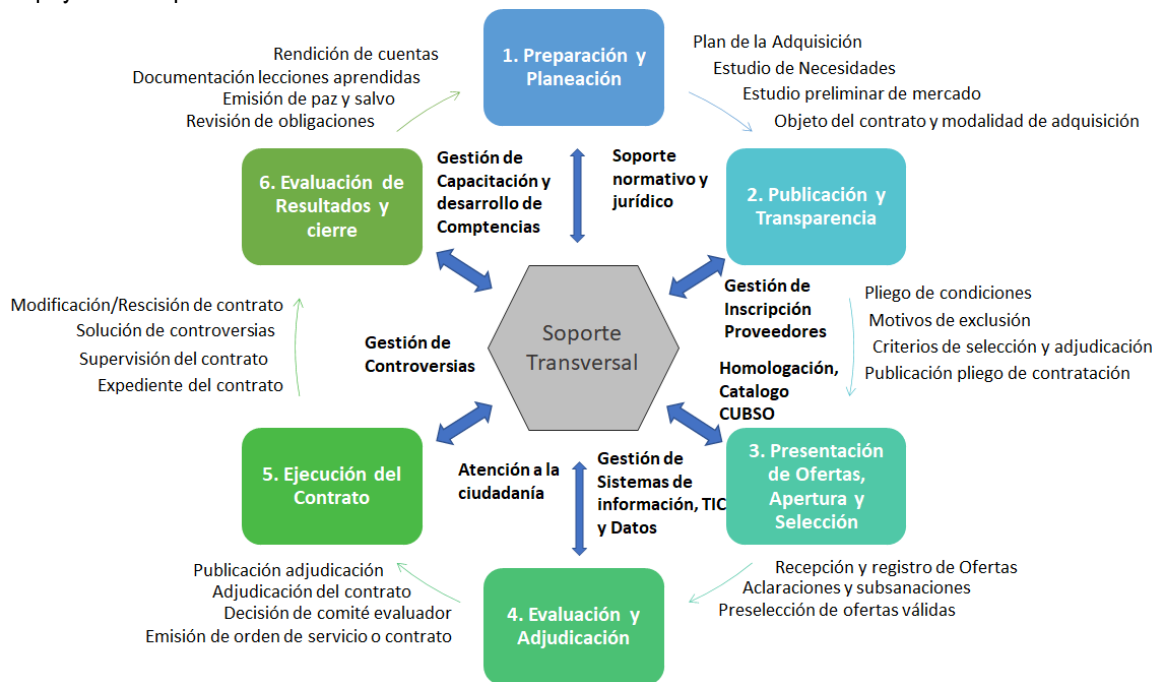 Rendición de cuentas
Documentación lecciones aprendidas
Emisión de paz y salvo
Revisión de obligaciones
1. Preparación y
Planeación
Plan de la Adquisición
Estudio de Necesidades
Estudio preliminar de mercado
Objeto del contrato y modalidad de adquisición
6. Evaluación de
Resultados y
cierre
Gestión de
Capacitación y
desarrollo de
Comptencias
Soporte
normativo y
jurídico
2. Publicación y
Transparencia
Modificación/Rescisión de contrato
Solución de controversias
Supervisión del contrato
Expediente del contrato
Gestión de
Controversias
Soporte
Transversal
Gestión de
Inscripción
Proveedores
Homologación,
Catalogo
CUBSO
Pliego de condiciones
Motivos de exclusión
Criterios de selección y adjudicación
Publicación pliego de contratación
5. Ejecución del
Contrato
Atención a la
ciudadanía
Gestión de
Sistemas de
información, TIC
y Datos
3. Presentación
de Ofertas,
Apertura y
Selección
Publicación adjudicación
Adjudicación del contrato
Decisión de comité evaluador
Emisión de orden de servicio o contrato
4. Evaluación y
Adjudicación
Recepción y registro de Ofertas
Aclaraciones y subsanaciones
Preselección de ofertas válidas